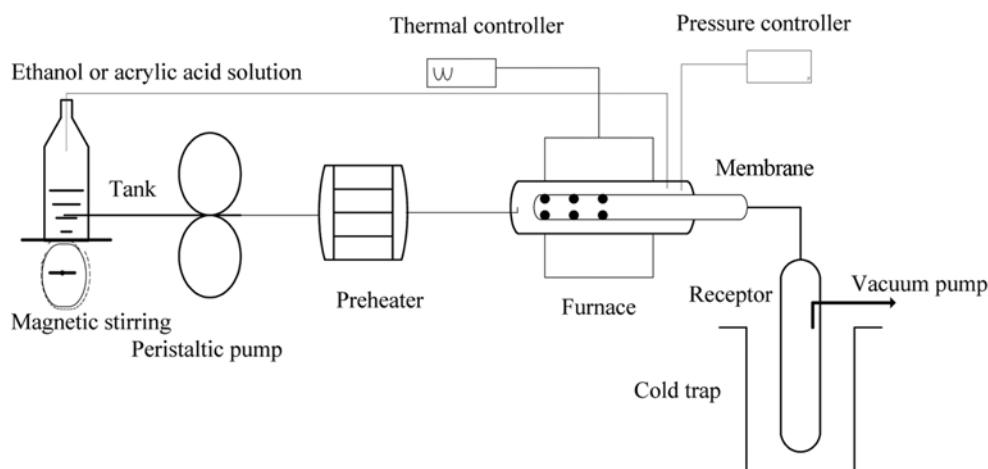 Thermal controller
Pressure controller
Ethanol or acrylic acid solution
Membrane
Tank
Preheater
Furnace
Receptor
Vacuum pump
Magnetic stirring
Peristaltic pump
Cold trap